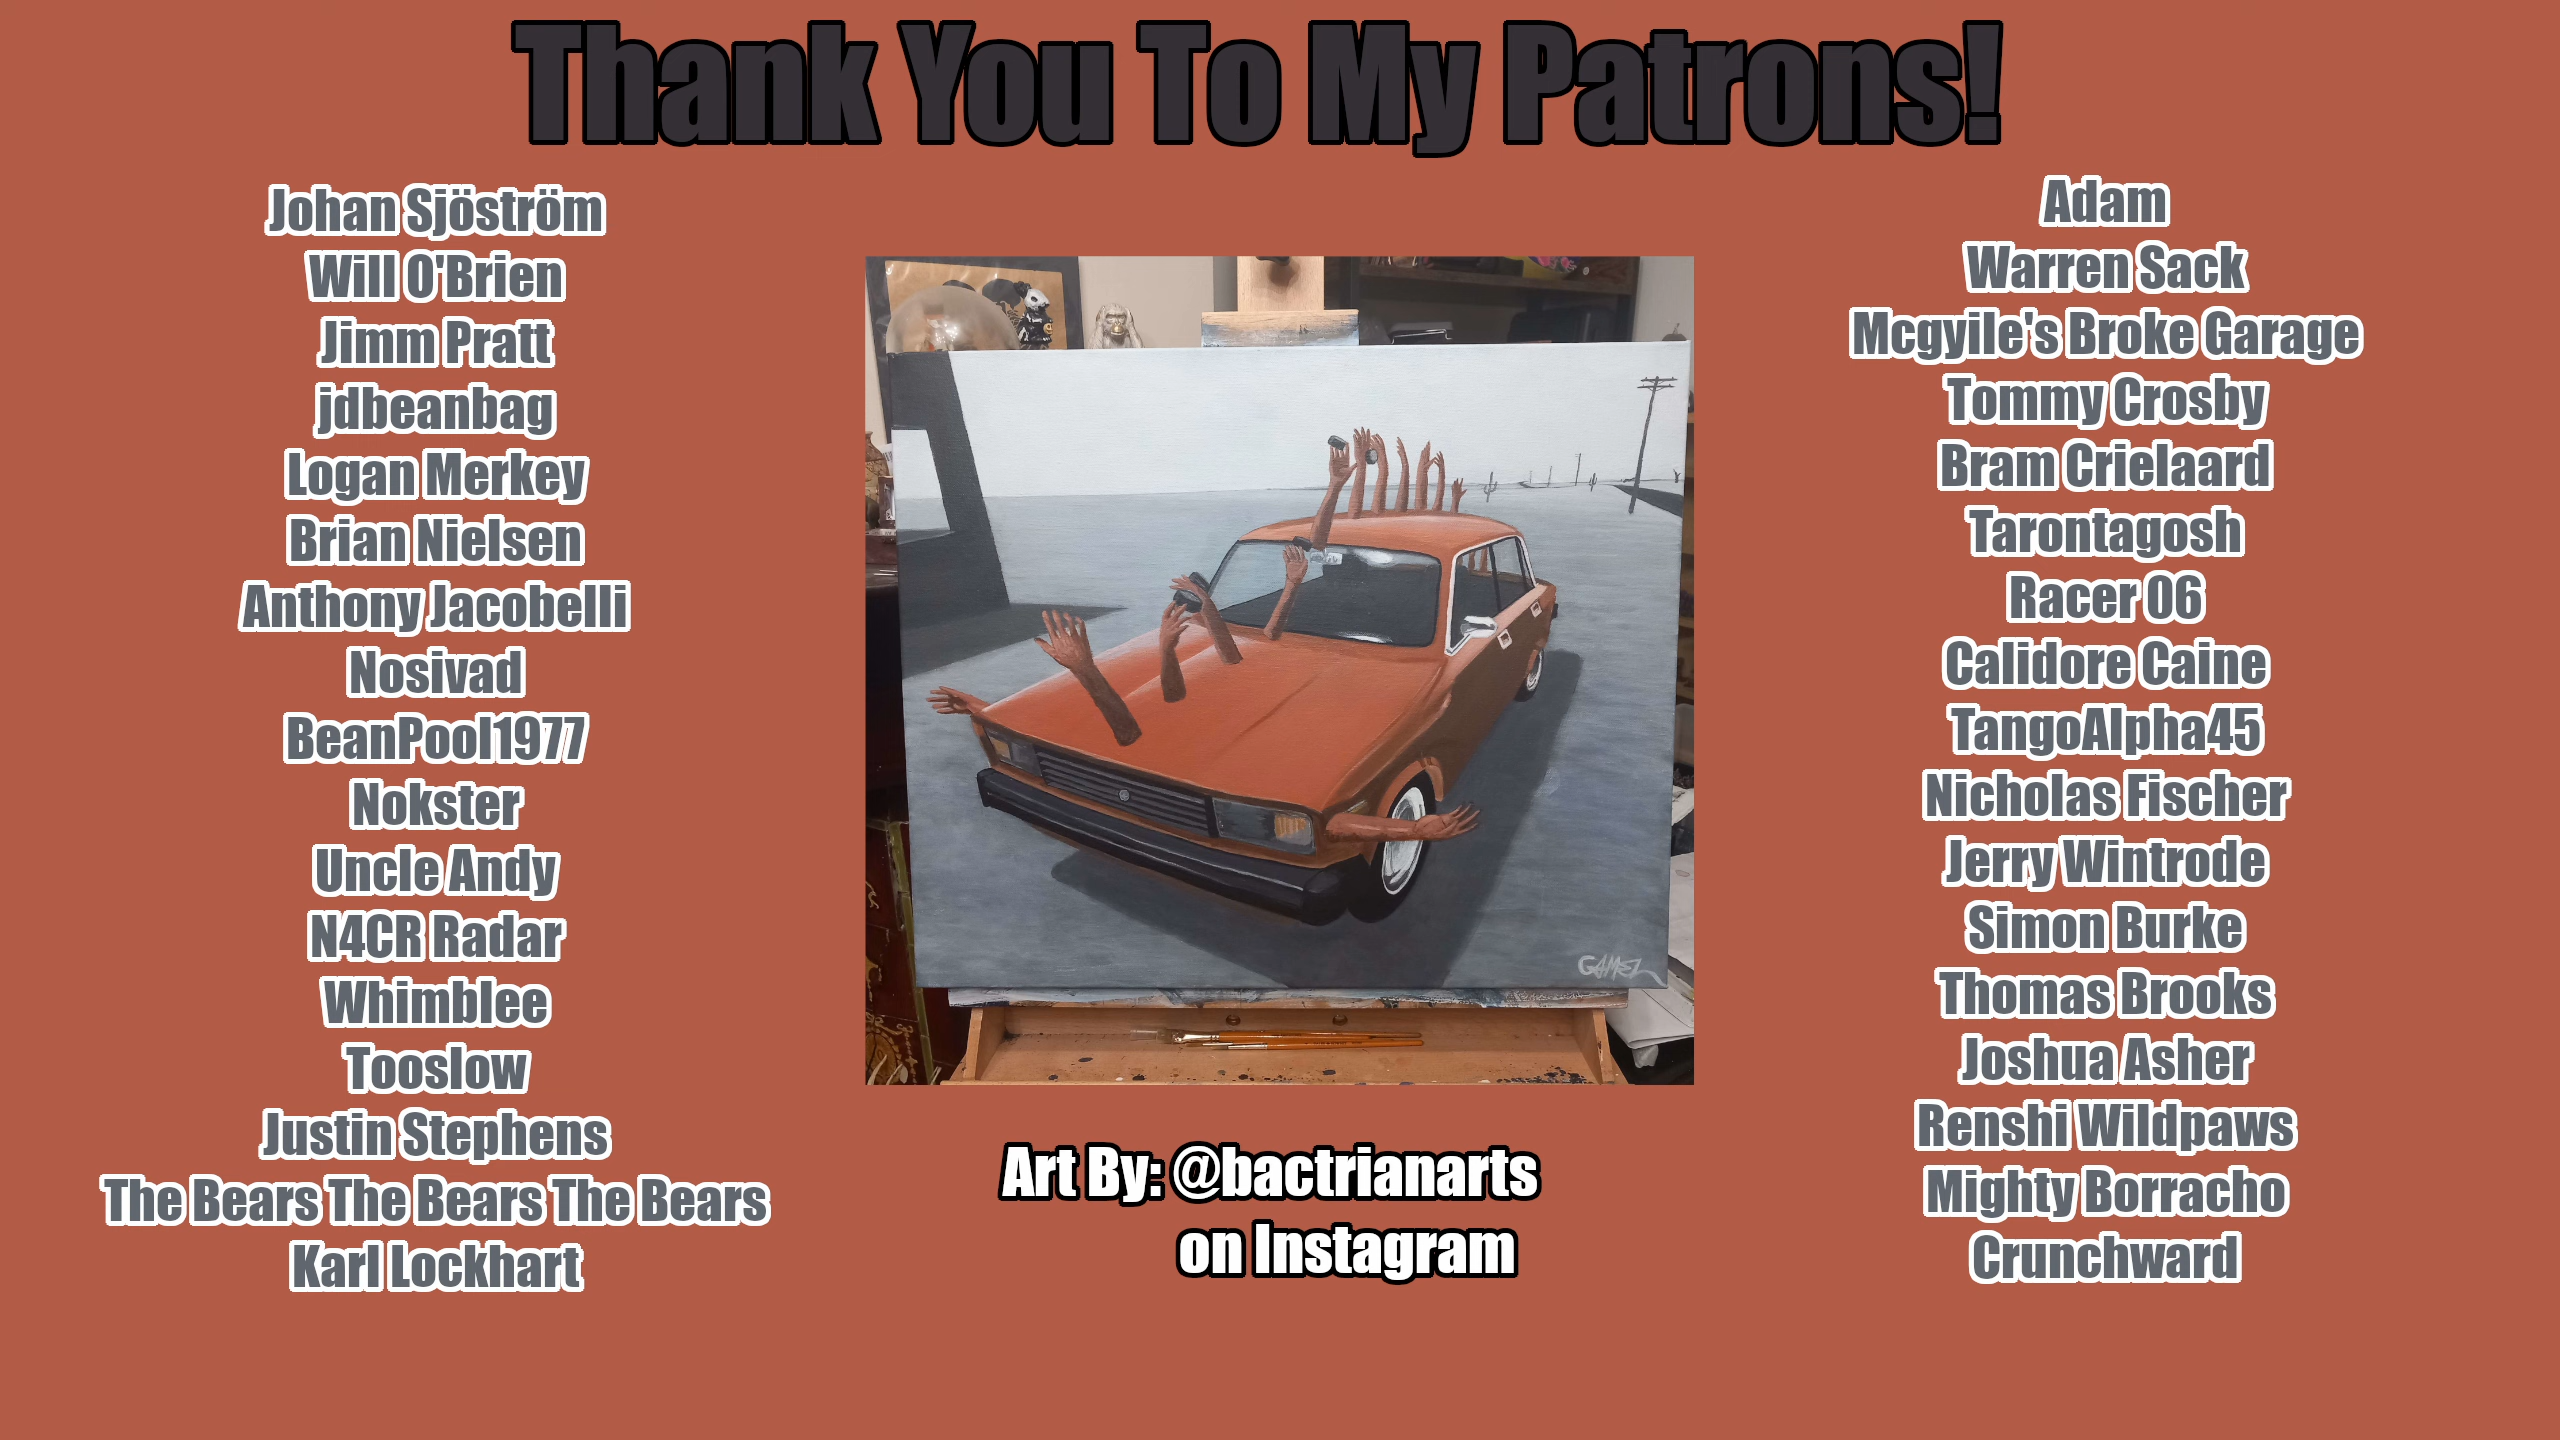 Thank You To My Patrons!
Johan Sjöström
Will O'Brien
Jimm Pratt
jdbeanbag
Logan Merkey
Brian Nielsen
Anthony Jacobelli
Nosivad
BeanPool1977
Nokster
Uncle Andy
N4CR Radar
Whimblee
Tooslow
Justin Stephens
The Bears The Bears The Bears
Karl Lockhart
GAMEZ
Art By: @bactrianarts
on Instagram
Adam
Warren Sack
Mcgyile's Broke Garage
Tommy Crosby
Bram Crielaard
Tarontagosh
Racer 06
Calidore Caine
TangoAlpha45
Nicholas Fischer
Jerry Wintrode
Simon Burke
Thomas Brooks
Joshua Asher
Renshi Wildpaws
Mighty Borracho
Crunchward